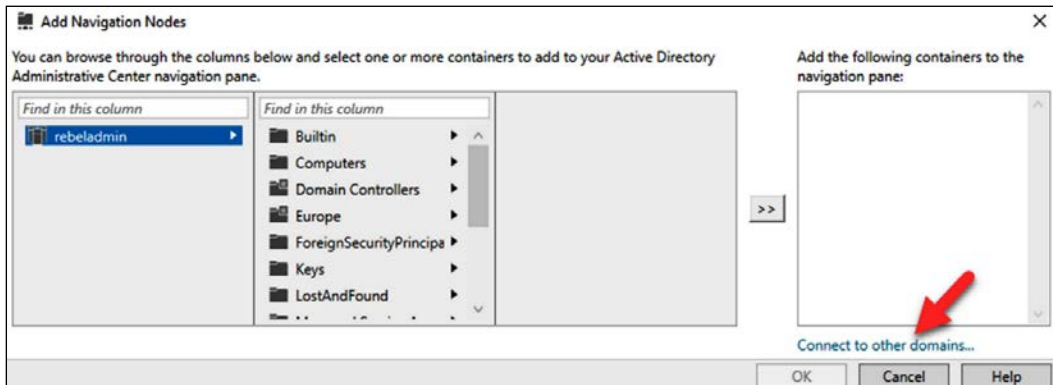 Add Navigation Nodes
You can browse through the columns below and select one or more containers to add to your Active Directory
Administrative Center navigation pane.
Add the following containers to the
navigation pane:
Find in this column
rebeladmin
Find in this column
Builtin
Computers
Domain Controllers
Europe
ForeignSecurityPrincipa
Keys
LostAndFound
>>
Connect to other domains...
OK
Cancel
Help